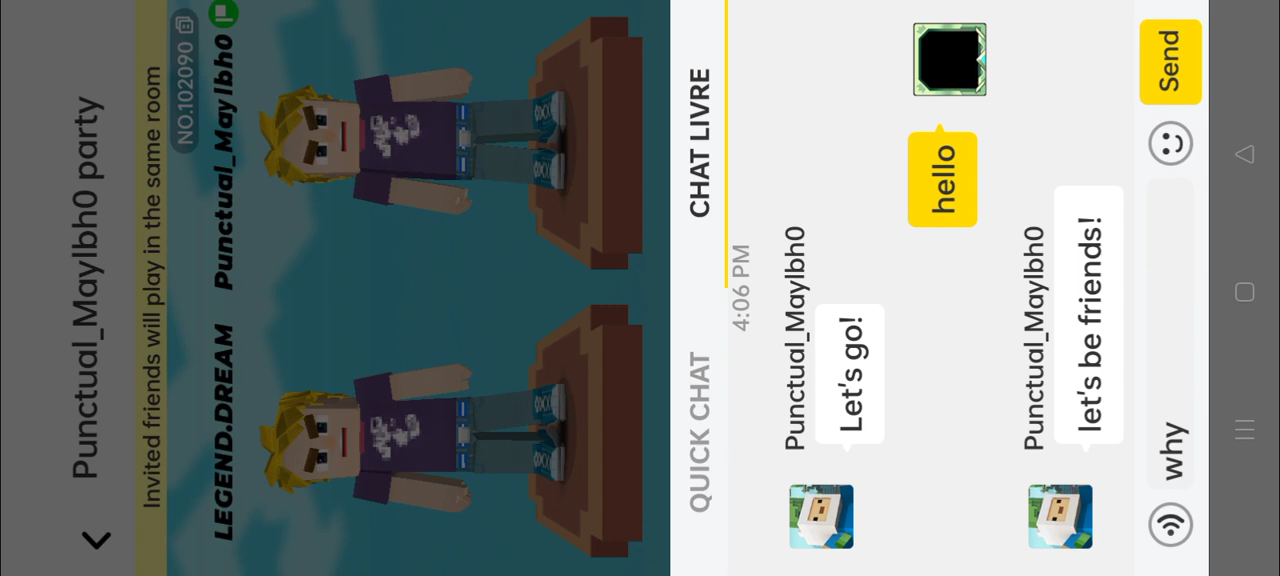 Punctual_Maylbh0 party
Invited friends will play in the same room
NO.102090
LEGEND.DREAM
Punctual_Maylbh0
QUICK CHAT
CHAT LIVRE
4:06 PM
Punctual_Maylbh0
Let's go!
hello
Punctual_Maylbh0
let's be friends!
why
Send